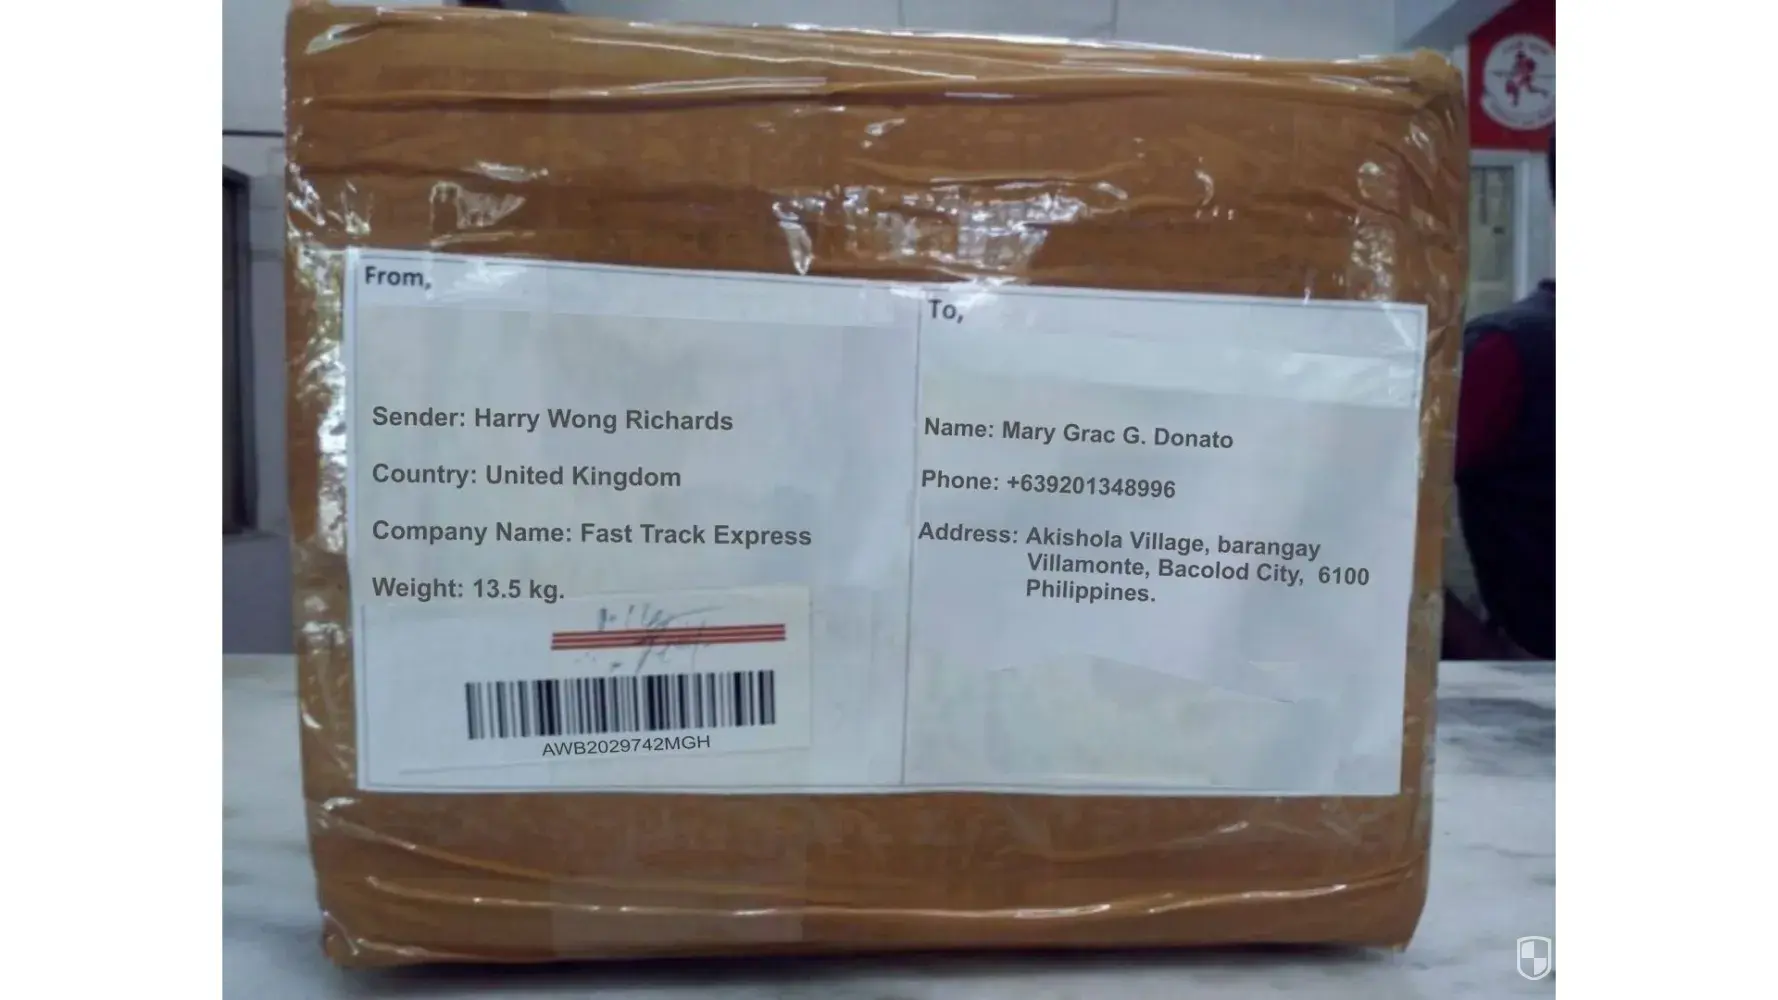 From,
Sender: Harry Wong Richards
Country: United Kingdom
Company Name: Fast Track Express
Weight: 13.5 kg.
AWB2029742MGH
To,
Name: Mary Grac G. Donato
Phone: +639201348996
Address: Akishola Village, barangay
Villamonte, Bacolod City, 6100
Philippines.